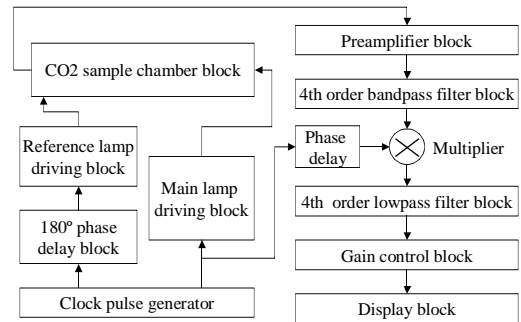 Preamplifier block
CO2 sample chamber block
4th order bandpass filter block
Reference lamp
driving block
Main lamp
driving block
Phase
delay
Multiplier
180º phase
delay block
4th order lowpass filter block
Gain control block
Clock pulse generator
Display block